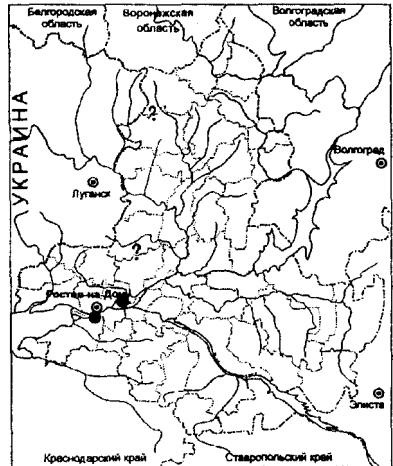 Белгородская Воронежская Волгоградская
область область область
?
УКРАИНА
Волгоград
Луганск
?
Ростов-на-Дону
Элиста
Краснодарский край Ставропольский край